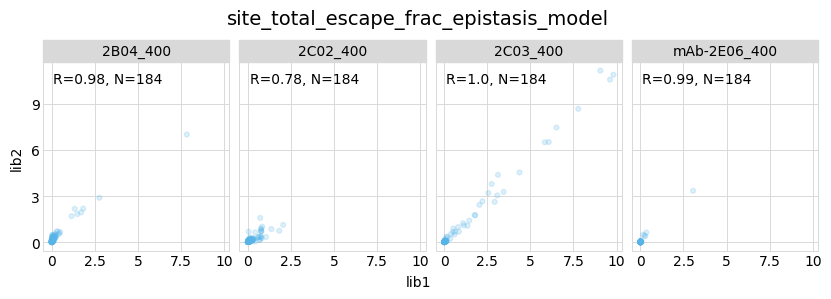 site_total_escape_frac_epistasis_model
2B04_400
2C02_400
2C03_400
mAb-2E06_400
R=0.98, N=184
R=0.78, N=184
R=1.0, N=184
R=0.99, N=184
9
6
3
0
lib2
0 2.5 5 7.5 10
0 2.5 5 7.5 10
0 2.5 5 7.5 10
0 2.5 5 7.5 10
lib1